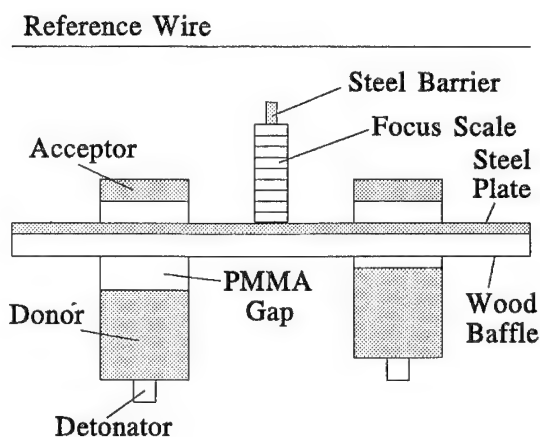 Reference Wire
Steel Barrier
Focus Scale
Acceptor
Steel
Plate
PMMA
Gap
Wood
Baffle
Donor
Detonator